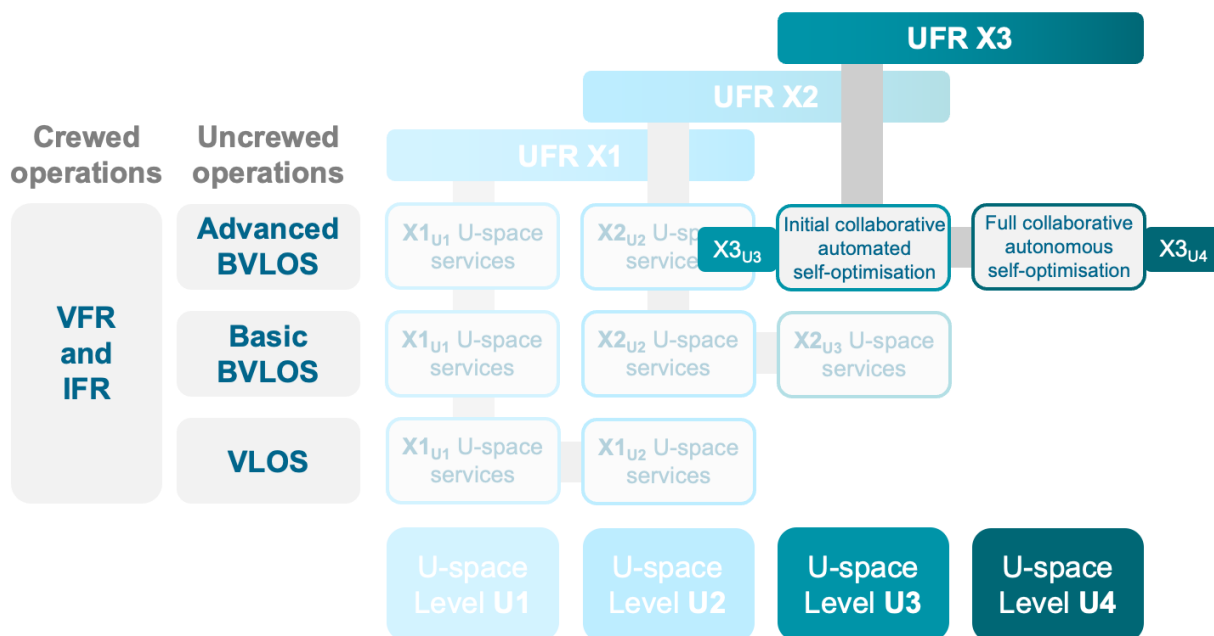 UFR X3
UFR X2
UFR X1
Crewed
operations
Uncrewed
operations
VFR
and
IFR
Advanced
BVLOS
X1U1 U-space
services
X2U2 U-space
services
X3U3
Initial collaborative
automated
self-optimisation
Full collaborative
autonomous
self-optimisation
X3U4
Basic
BVLOS
X1U1 U-space
services
X2U2 U-space
services
X2U3 U-space
services
VLOS
X1U1 U-space
services
X1U2 U-space
services
U-space
Level U1
U-space
Level U2
U-space
Level U3
U-space
Level U4